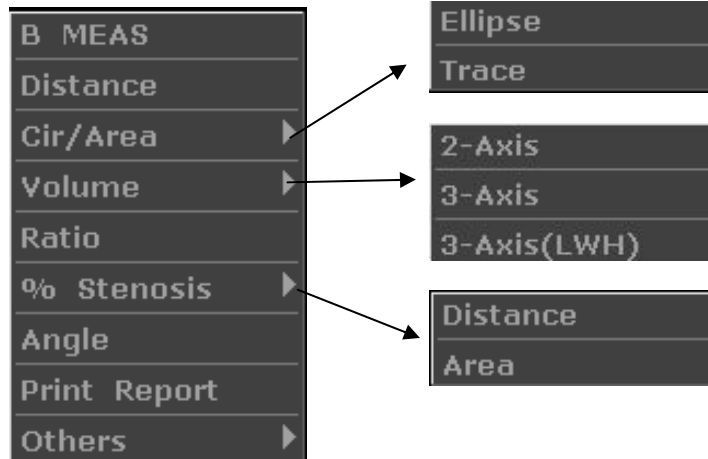 B MEAS
Distance
Cir/Area
Volume
Ratio
% Stenosis
Angle
Print Report
Others
Ellipse
Trace
2-Axis
3-Axis
3-Axis(LWH)
Distance
Area